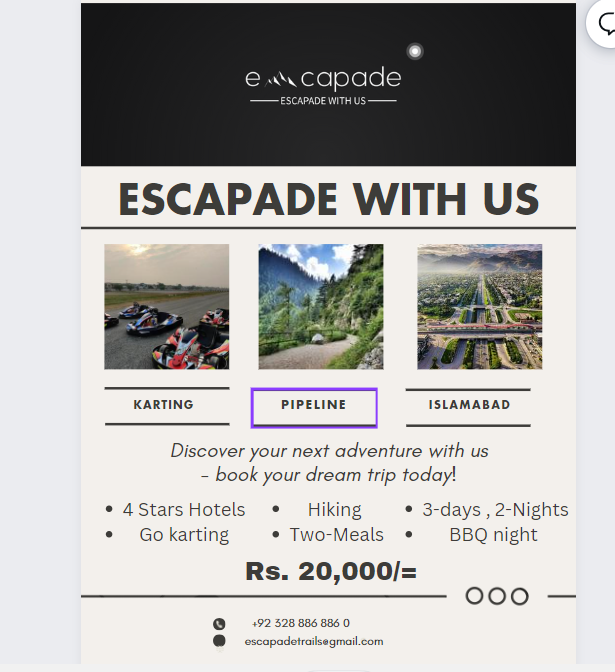 e capade
ESCAPADE WITH US
ESCAPADE WITH US
KARTING PIPELINE ISLAMABAD
Discover your next adventure with us
- book your dream trip today!
• 4 Stars Hotels • Hiking • 3-days , 2-Nights
• Go karting • Two-Meals • BBQ night
Rs. 20,000/=
+92 328 886 886 0
escapadetrails@gmail.com